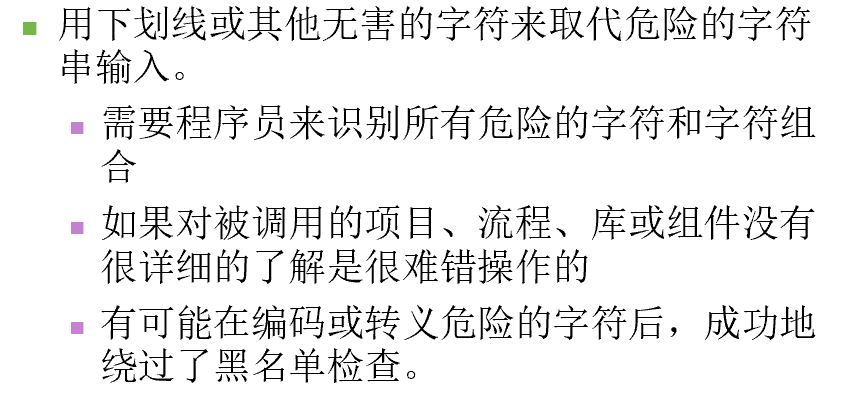 用下划线或其他无害的字符来取代危险的字符
串输入。
需要程序员来识别所有危险的字符和字符组
合
如果对被调用的项目、流程、库或组件没有
很详细的了解是很难错操作的
有可能在编码或转义危险的字符后，成功地
绕过了黑名单检查。